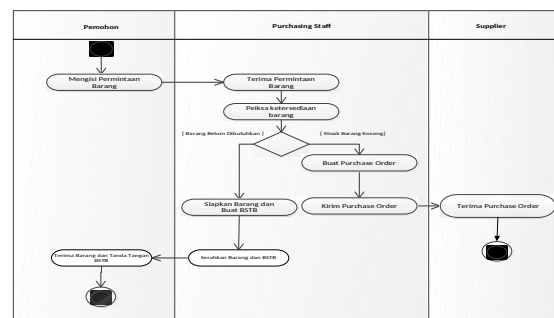 Pemohon
Purchasing Staff
Supplier
Mengisi Permintaan
Barang
Terima Permintaan
Barang
Peiksa ketersediaan
barang
[ Barang Belum Dibutuhkan ]
[ Stoak Barang Kosong]
Buat Purchase Order
Siapkan Barang dan
Buat BSTB
Kirim Purchase Order
Terima Purchase Order
Terima Barang dan Tanda Tangan
BSTB
Serahkan Barang dan BSTB